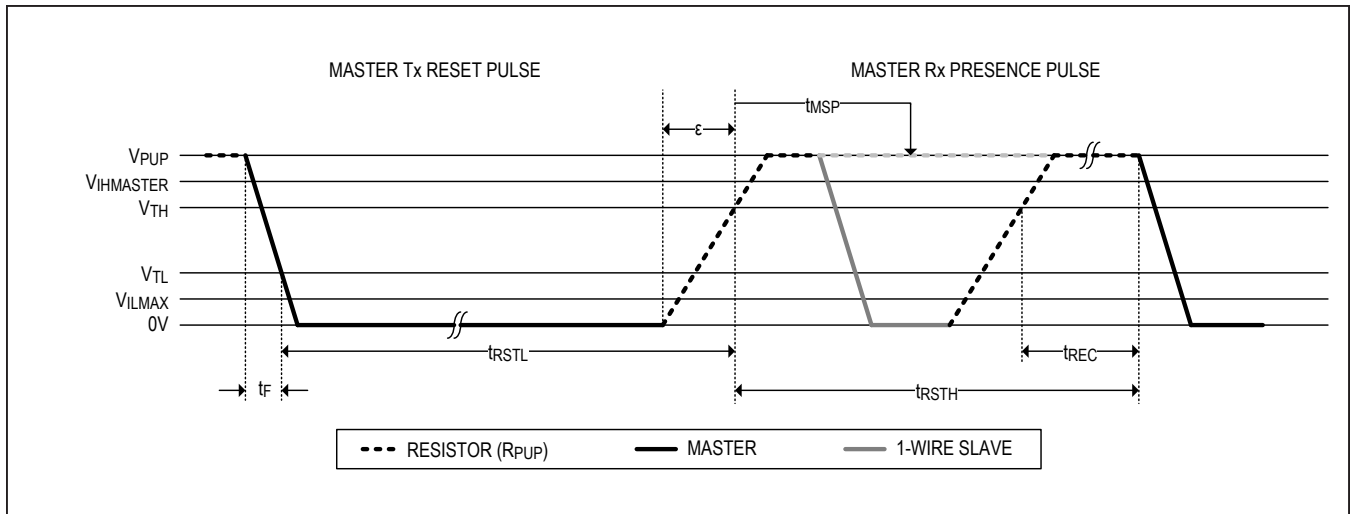 MASTER Tx RESET PULSE
MASTER Rx PRESENCE PULSE
tMSP
ε
VPUP
VIHMASTER
VTH
VTL
VILMAX
0V
tRSTL
tREC
tF
tRSTH
RESISTOR (RPUP)
MASTER
1-WIRE SLAVE